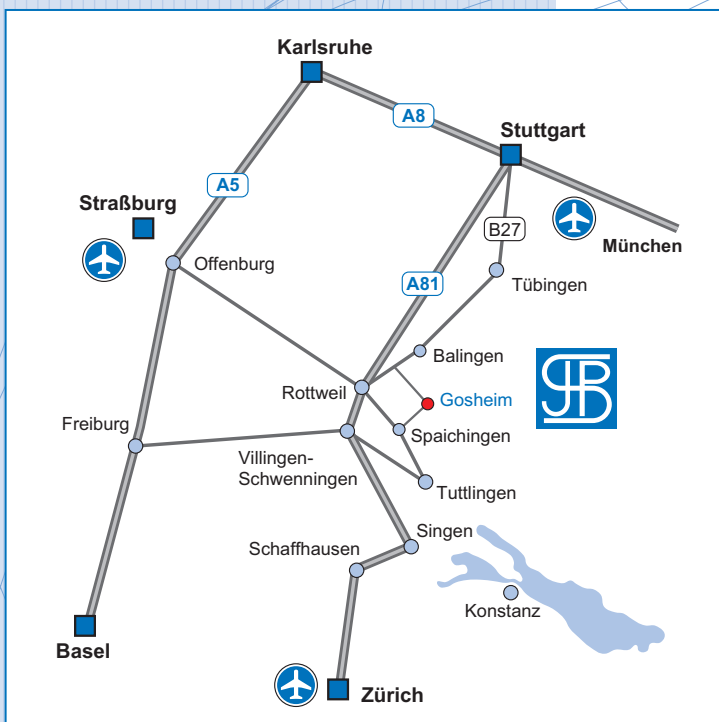 Karlsruhe
A8
Stuttgart
A5
Straßburg
B27
München
Offenburg
A81
Tübingen
Balingen
Rottweil
Gosheim
Freiburg
Spaichingen
Villingen-
Schwenningen
Tuttlingen
Singen
Schaffhausen
Konstanz
Basel
Zürich